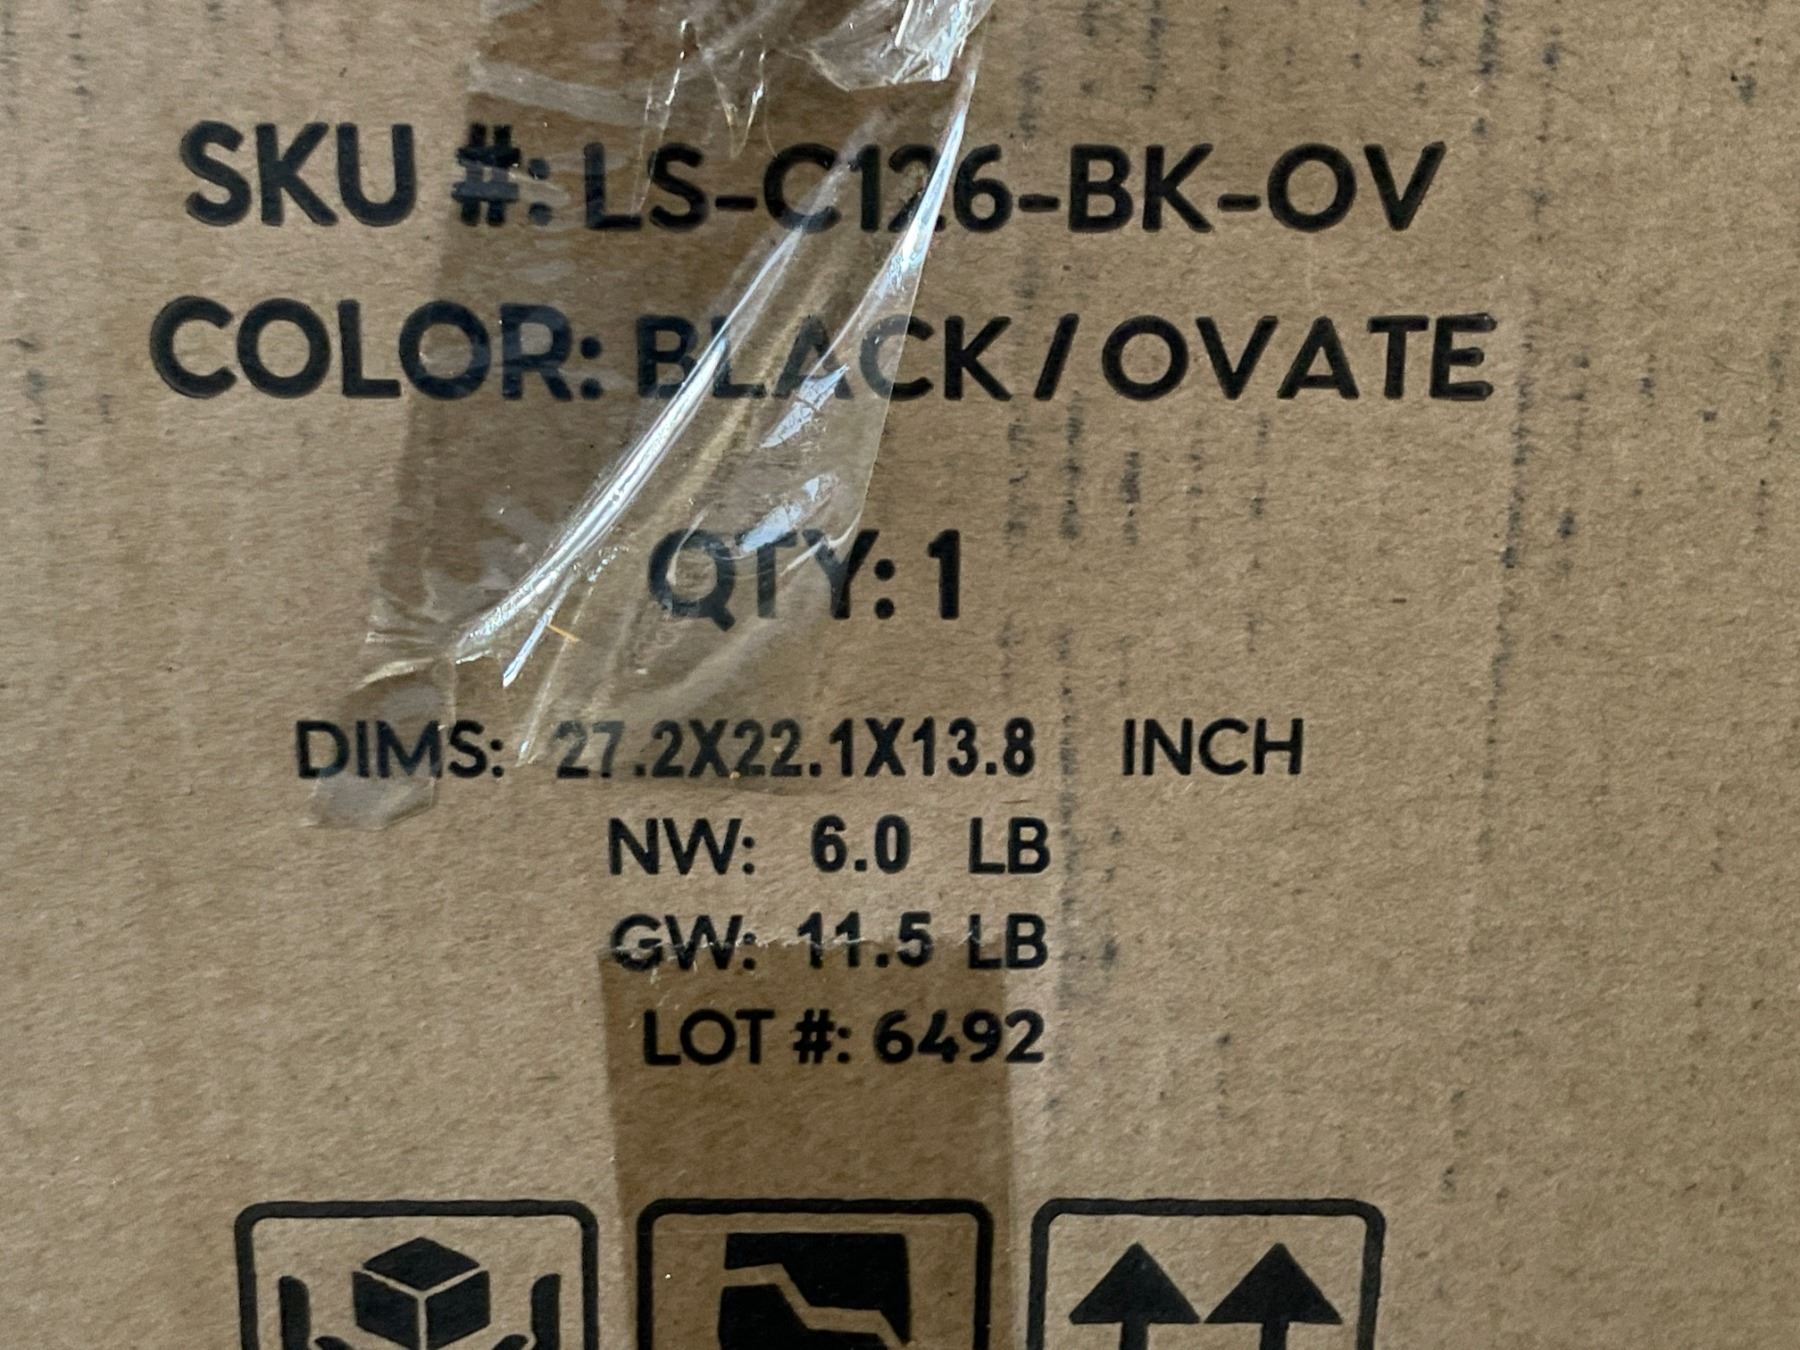 SKU #: LS-C126-BK-OV
COLOR: BLACK / OVATE
QTY: 1
DIMS: 27.2X22.1X13.8 INCH
NW: 6.0 LB
GW: 11.5 LB
LOT #: 6492